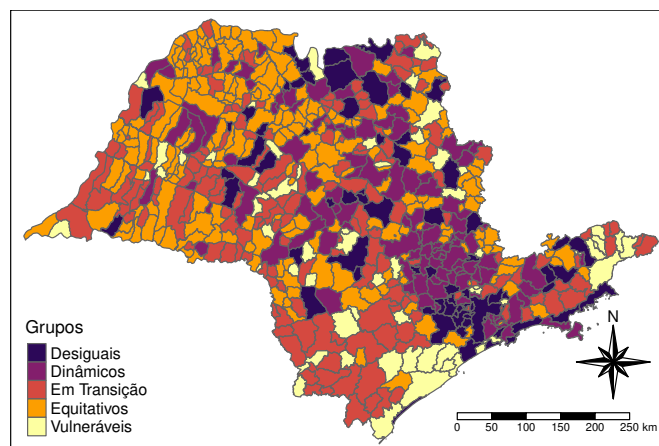 Grupos
Desiguais
Dinâmicos
Em Transição
Equitativos
Vulneráveis
N
0 50 100 150 200 250 km